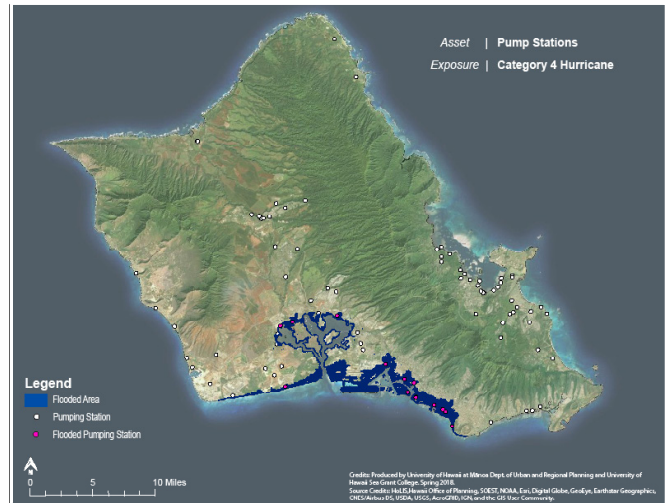 Asset | Pump Stations
Exposure | Category 4 Hurricane
Legend
Flooded Area
Pumping Station
Flooded Pumping Station
N
0 5 10 Miles
Credits: Produced by University of Hawaii at Mānoa Dept. of Urban and Regional Planning and University of
Hawaii Sea Grant College. Spring 2018.
Source Credits: HoLIS, Hawaii Office of Planning, SOEST, NOAA, Esri, Digital Globe, GeoEye, Earthstar Geographics,
CNES/Airbus DS, USDA, USGS, AeroGRID, IGN, and the GIS User Community.